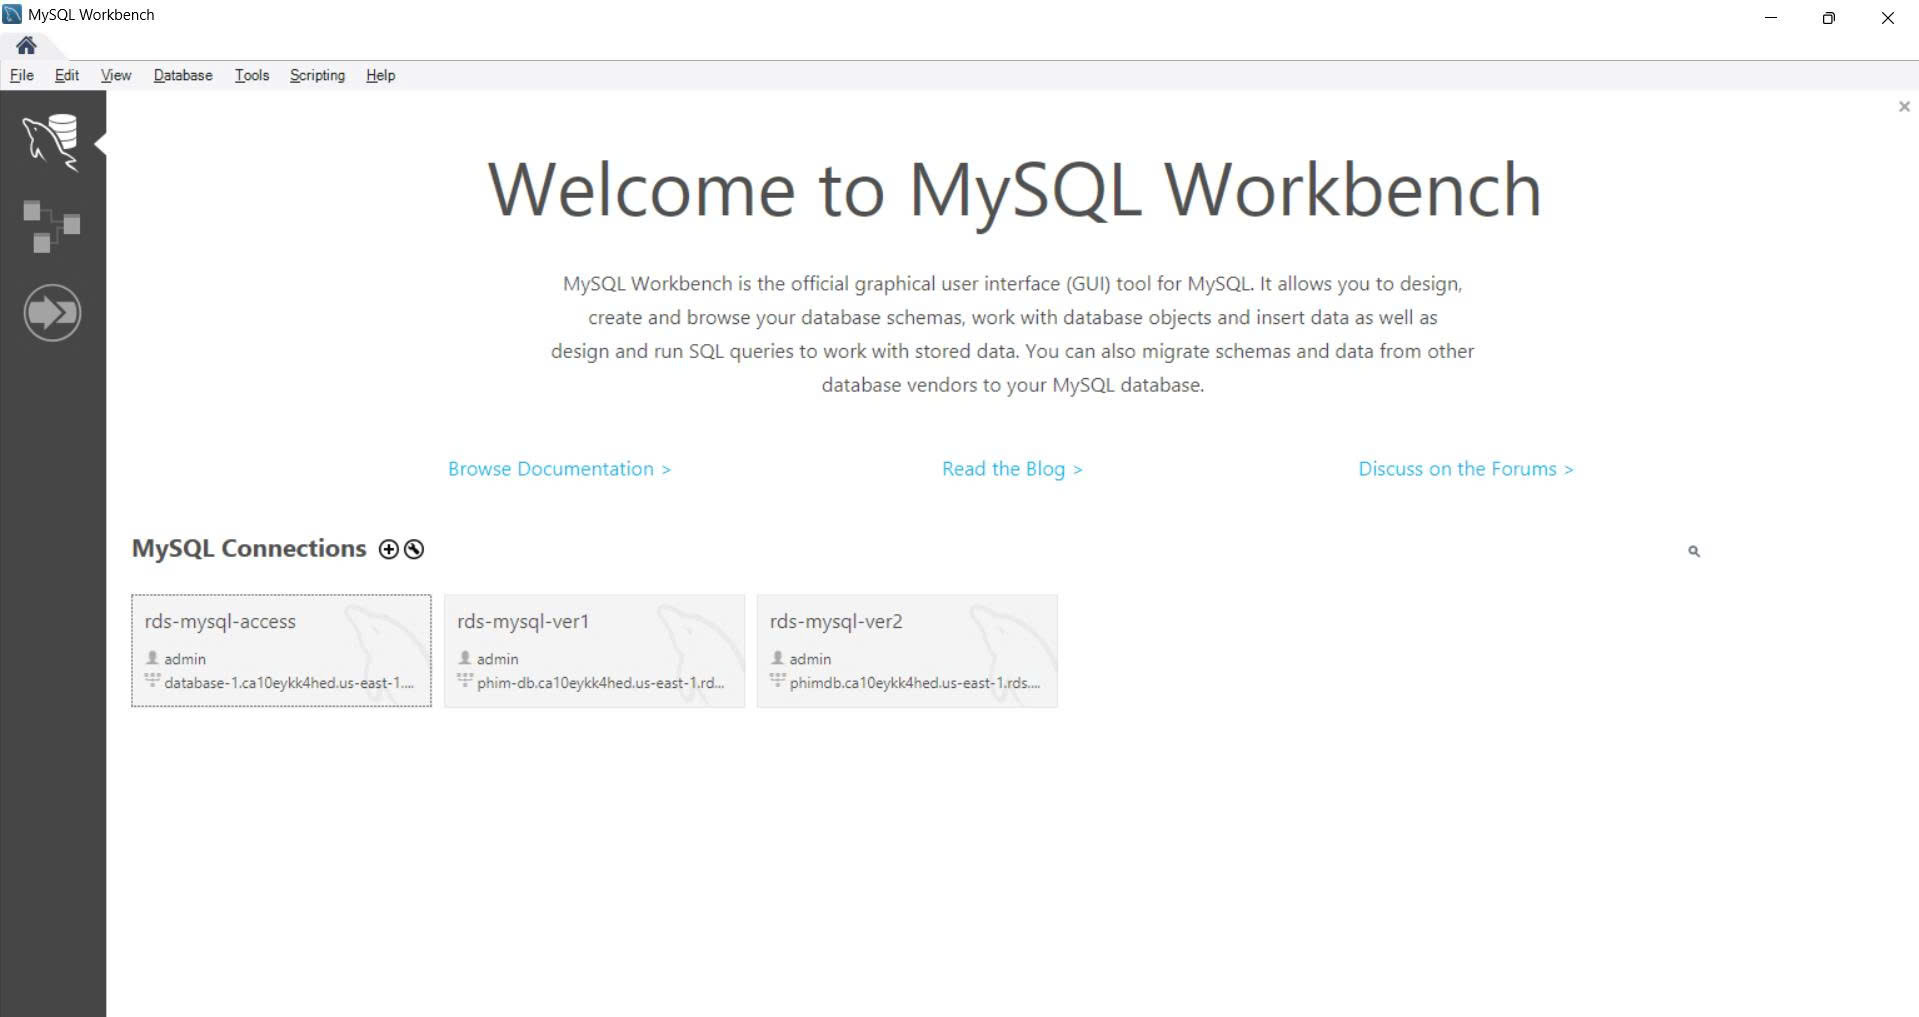 MySQL Workbench
File Edit View Database Tools Scripting Help
Welcome to MySQL Workbench
MySQL Workbench is the official graphical user interface (GUI) tool for MySQL. It allows you to design,
create and browse your database schemas, work with database objects and insert data as well as
design and run SQL queries to work with stored data. You can also migrate schemas and data from other
database vendors to your MySQL database.
Browse Documentation > Read the Blog > Discuss on the Forums >
MySQL Connections
rds-mysql-access
admin
database-1.ca10eykk4hed.us-east-1....
rds-mysql-ver1
admin
phim-db.ca10eykk4hed.us-east-1.rd...
rds-mysql-ver2
admin
phimdb.ca10eykk4hed.us-east-1.rds....